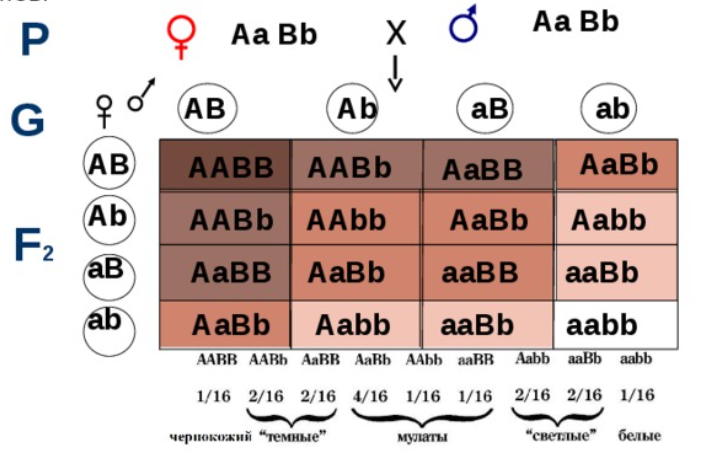 P ♀ Aa Bb X ♂ Aa Bb
G ♀ ♂ AB Ab aB ab
F2
AB AABB AABb AaBB AaBb
Ab AABb AAbb AaBb Aabb
aB AaBB AaBb aaBB aaBb
ab AaBb Aabb aaBb aabb
AABB AABb AaBB AaBb AAbb aaBB Aabb aaBb aabb
1/16 2/16 2/16 4/16 1/16 1/16 2/16 2/16 1/16
чернокожий "темные" мулаты "светлые" белые